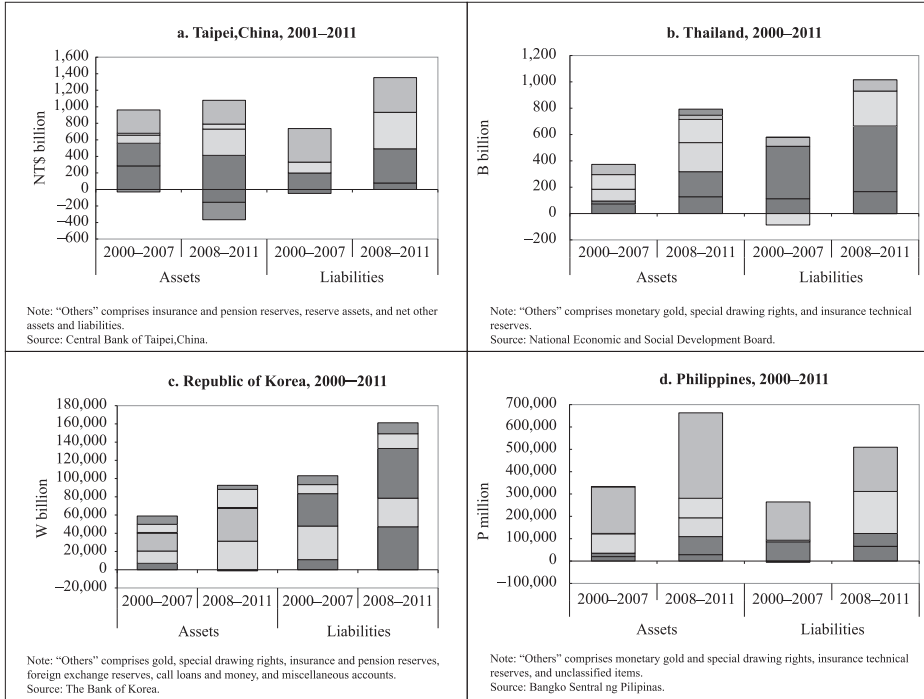 a. Taipei,China, 2001–2011
NT$ billion
1,600
1,400
1,200
1,000
800
600
400
200
0
–200
–400
–600
2000–2007
2008–2011
2000–2007
2008–2011
Assets
Liabilities
Note: “Others” comprises insurance and pension reserves, reserve assets, and net other
assets and liabilities.
Source: Central Bank of Taipei,China.
b. Thailand, 2000–2011
B billion
1,200
1,000
800
600
400
200
0
–200
2000–2007
2008–2011
2000–2007
2008–2011
Assets
Liabilities
Note: “Others” comprises monetary gold, special drawing rights, and insurance technical
reserves.
Source: National Economic and Social Development Board.
c. Republic of Korea, 2000–2011
W billion
180,000
160,000
140,000
120,000
100,000
80,000
60,000
40,000
20,000
0
–20,000
2000–2007
2008–2011
2000–2007
2008–2011
Assets
Liabilities
Note: “Others” comprises gold, special drawing rights, insurance and pension reserves,
foreign exchange reserves, call loans and money, and miscellaneous accounts.
Source: The Bank of Korea.
d. Philippines, 2000–2011
P million
700,000
600,000
500,000
400,000
300,000
200,000
100,000
0
–100,000
2000–2007
2008–2011
2000–2007
2008–2011
Assets
Liabilities
Note: “Others” comprises monetary gold and special drawing rights, insurance technical
reserves, and unclassified items.
Source: Bangko Sentral ng Pilipinas.